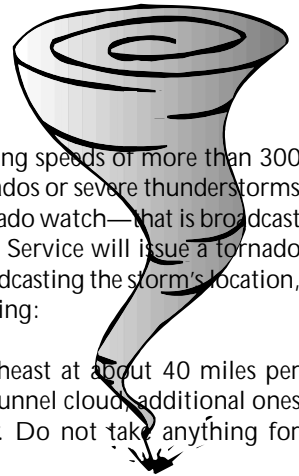 ing speeds of more than 300
ados or severe thunderstorms
ado watch—that is broadcast
Service will issue a tornado
dcasting the storm's location,
ing:
heast at about 40 miles per
unnel cloud, additional ones
. Do not take anything for